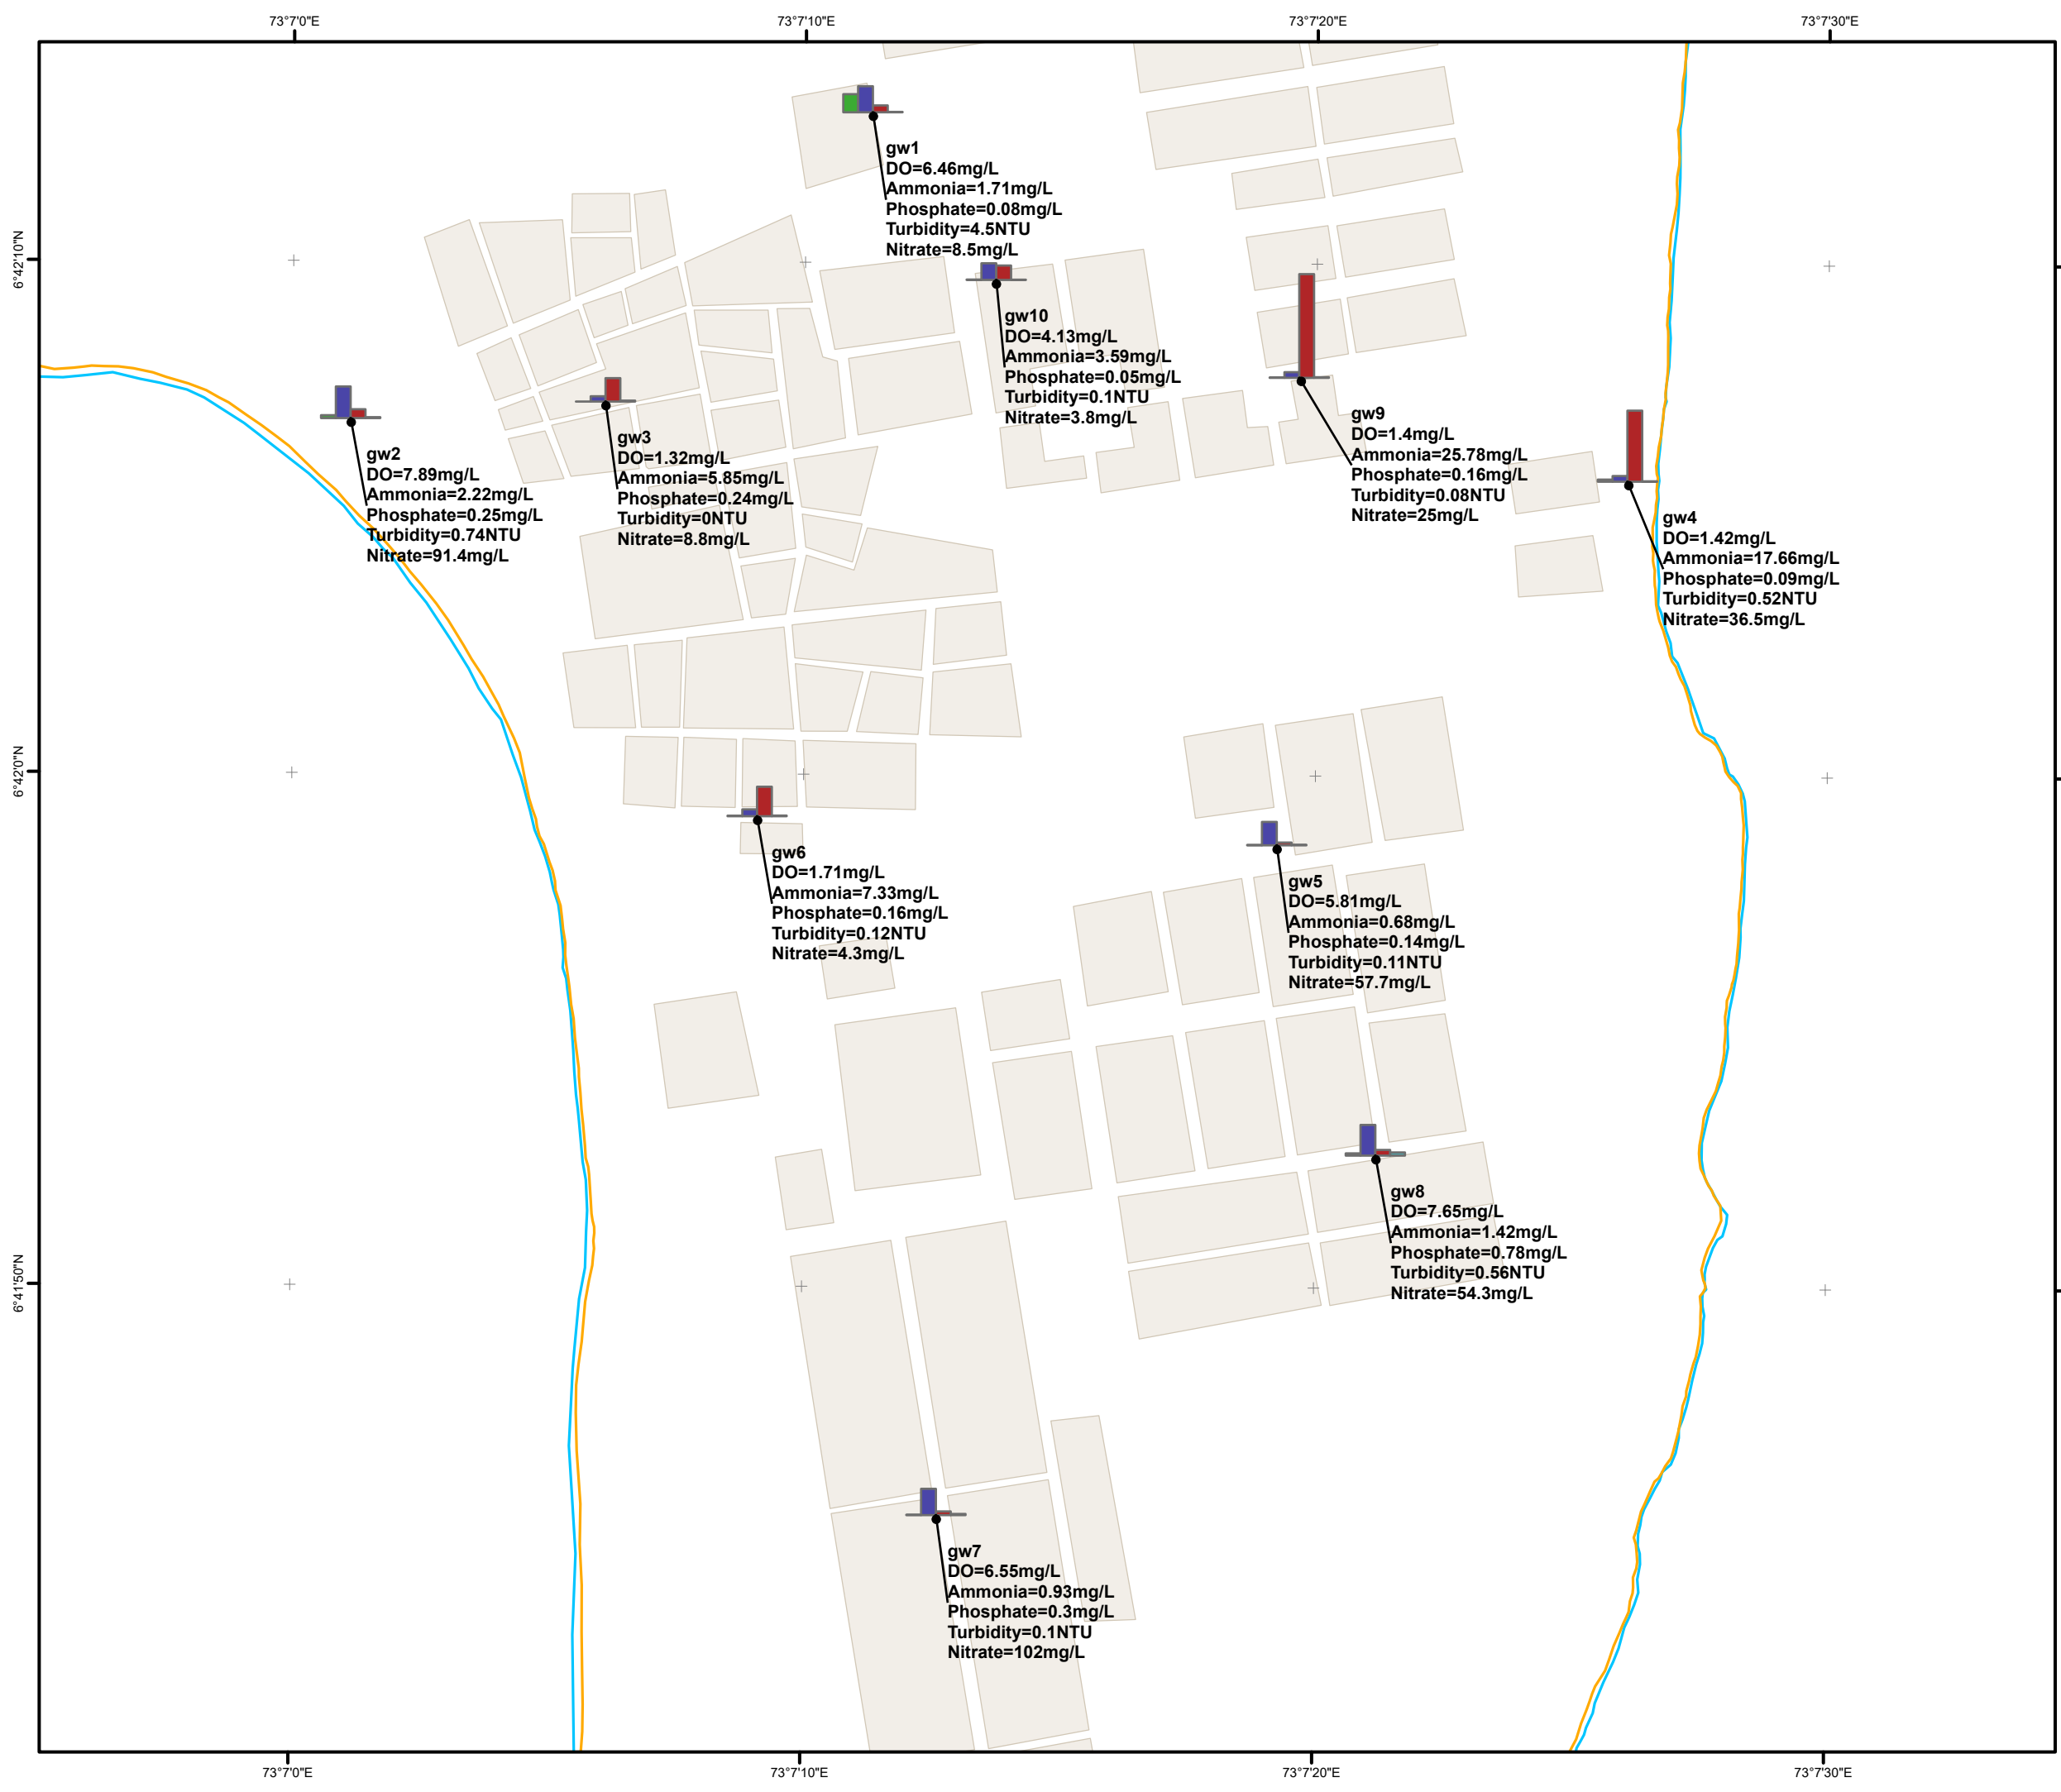 73°7'0"E
73°7'10"E
73°7'20"E
73°7'30"E
6°42'10"N
6°42'0"N
6°41'50"N
gw1
DO=6.46mg/L
Ammonia=1.71mg/L
Phosphate=0.08mg/L
Turbidity=4.5NTU
Nitrate=8.5mg/L
gw10
DO=4.13mg/L
Ammonia=3.59mg/L
Phosphate=0.05mg/L
Turbidity=0.1NTU
Nitrate=3.8mg/L
gw9
DO=1.4mg/L
Ammonia=25.78mg/L
Phosphate=0.16mg/L
Turbidity=0.08NTU
Nitrate=25mg/L
gw3
DO=1.32mg/L
Ammonia=5.85mg/L
Phosphate=0.24mg/L
Turbidity=0NTU
Nitrate=8.8mg/L
gw2
DO=7.89mg/L
Ammonia=2.22mg/L
Phosphate=0.25mg/L
Turbidity=0.74NTU
Nitrate=91.4mg/L
gw4
DO=1.42mg/L
Ammonia=17.66mg/L
Phosphate=0.09mg/L
Turbidity=0.52NTU
Nitrate=36.5mg/L
gw6
DO=1.71mg/L
Ammonia=7.33mg/L
Phosphate=0.16mg/L
Turbidity=0.12NTU
Nitrate=4.3mg/L
gw5
DO=5.81mg/L
Ammonia=0.68mg/L
Phosphate=0.14mg/L
Turbidity=0.11NTU
Nitrate=57.7mg/L
gw8
DO=7.65mg/L
Ammonia=1.42mg/L
Phosphate=0.78mg/L
Turbidity=0.56NTU
Nitrate=54.3mg/L
gw7
DO=6.55mg/L
Ammonia=0.93mg/L
Phosphate=0.3mg/L
Turbidity=0.1NTU
Nitrate=102mg/L
73°7'0"E
73°7'10"E
73°7'20"E
73°7'30"E